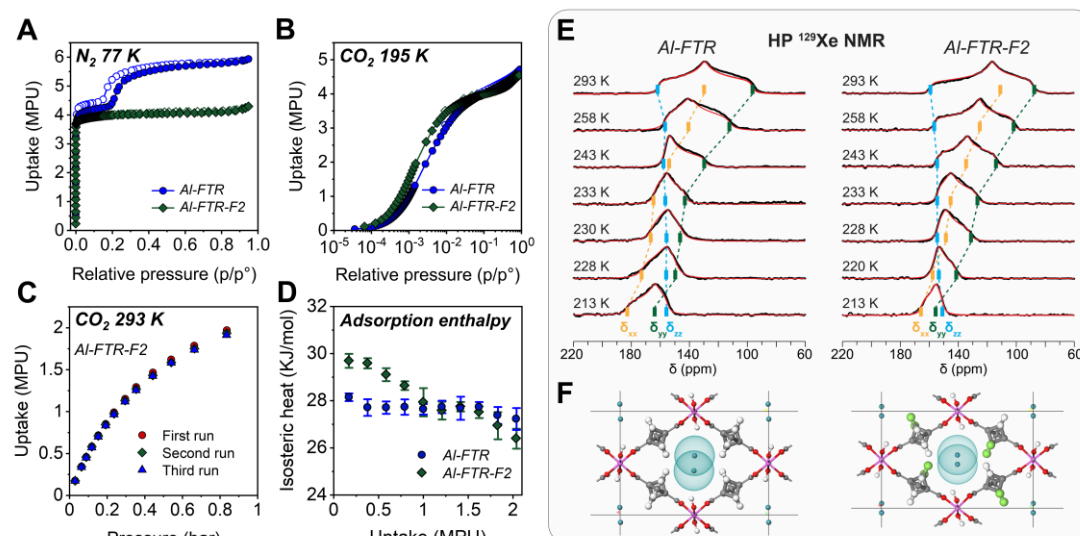 A
N₂ 77 K
Uptake (MPU)
6
5
4
3
2
1
0
Al-FTR
Al-FTR-F2
0.0 0.2 0.4 0.6 0.8 1.0
Relative pressure (p/p°)
B
CO₂ 195 K
Uptake (MPU)
5
4
3
2
1
0
Al-FTR
Al-FTR-F2
10⁻⁵ 10⁻⁴ 10⁻³ 10⁻² 10⁻¹ 10⁰
Relative pressure (p/p°)
C
CO₂ 293 K
Al-FTR-F2
Uptake (MPU)
2
1.5
1
0.5
0
First run
Second run
Third run
0 0.2 0.4 0.6 0.8 1
D
Adsorption enthalpy
Isosteric heat (KJ/mol)
32
30
28
26
24
Al-FTR
Al-FTR-F2
0 0.5 1 1.5 2
E
Al-FTR
HP ¹²⁹Xe NMR
Al-FTR-F2
293 K
258 K
243 K
233 K
230 K
228 K
213 K
δxx δyy δzz
220 180 140 100 60
δ (ppm)
293 K
258 K
243 K
233 K
228 K
220 K
213 K
δxx δyy δzz
220 180 140 100 60
δ (ppm)
F